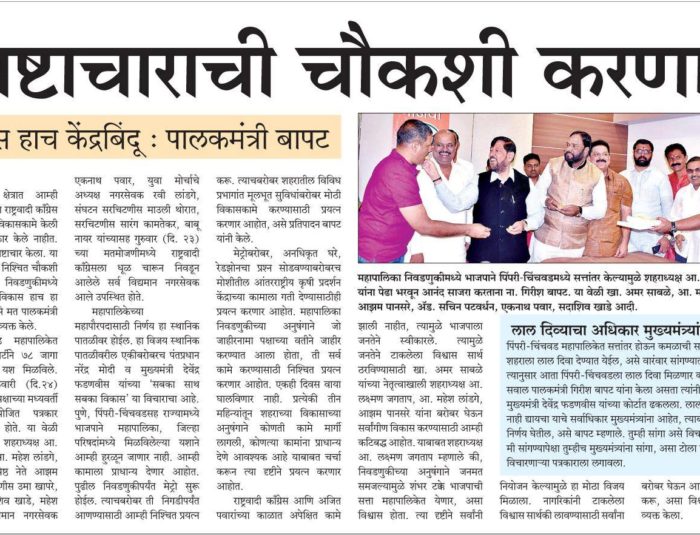 ष्टाचाराची चौकशी करणा
स हाच केंद्रबिंदू : पालकमंत्री बापट
क्षेत्रात आम्ही
राष्ट्रवादी काँग्रेस
विकासकामे केली
कार केले नाहीत.
ष्टाचार केला. या
निश्चित चौकशी
निवडणुकीमध्ये
विकास हाच हा
से मत पालकमंत्री
व्यक्त केले.
महापालिकेत
र्टीने ७८ जागा
यश मिळविले.
वारी (दि.२४)
क्षाच्या मध्यवर्ती
योजित पत्रकार
होते. या वेळी
शहराध्यक्ष आ.
. महेश लांडगे,
ष्ठ नेते आझम
णीस उमा खापरे,
शिव खाडे, महेश
मान नगरसेवक
एकनाथ पवार, युवा मोर्चाचे
अध्यक्ष नगरसेवक रवी लांडगे,
संघटन सरचिटणीस माऊली थोरात,
सरचिटणीस सारंग कामतेकर, बाबू
नायर यांच्यासह गुरुवार (दि. २३)
च्या मतमोजणीमध्ये राष्ट्रवादी
काँग्रेसला धूळ चारून निवडून
आलेले सर्व विद्यमान नगरसेवक
आले उपस्थित होते.
महापालिकेच्या
महापौरपदासाठी निर्णय हा स्थानिक
पातळीवर होईल. हा विजय स्थानिक
पातळीवरील एकीबरोबरच पंतप्रधान
नरेंद्र मोदी व मुख्यमंत्री देवेंद्र
फडणवीस यांच्या 'सबका साथ
सबका विकास' या विचाराचा आहे.
पुणे, पिंपरी-चिंचवडसह राज्यामध्ये
भाजपाने महापालिका, जिल्हा
परिषदांमध्ये मिळविलेल्या यशाने
आम्ही हुरळून जाणार नाही. आम्ही
कामाला प्राधान्य देणार आहोत.
पुढील निवडणुकीपर्यंत मेट्रो सुरू
होईल. त्याचबरोबर ती निगडीपर्यंत
आणण्यासाठी आम्ही निश्चित प्रयत्न
करू. त्याचबरोबर शहरातील विविध
प्रभागांत मूलभूत सुविधांबरोबर मोठी
विकासकामे करण्यासाठी प्रयत्न
करणार आहोत, असे प्रतिपादन बापट
यांनी केले.
मेट्रोबरोबर, अनधिकृत घरे,
रेडझोनचा प्रश्न सोडवण्याबरोबरच
मोशीतील आंतरराष्ट्रीय कृषी प्रदर्शन
केंद्राच्या कामाला गती देण्यासाठीही
प्रयत्न करणार आहोत. महापालिका
निवडणुकीच्या अनुषंगाने जो
जाहीरनामा पक्षाच्या वतीने जाहीर
करण्यात आला होता, ती सर्व
कामे करण्यासाठी निश्चित प्रयत्न
करणार आहोत. एकही दिवस वाया
घालविणार नाही. प्रत्येकी तीन
महिन्यांतून शहराच्या विकासाच्या
अनुषंगाने कोणती कामे मार्गी
लागली, कोणत्या कामांना प्राधान्य
देणे आवश्यक आहे याबाबत चर्चा
करून त्या दृष्टीने प्रयत्न करणार
आहोत.
राष्ट्रवादी काँग्रेस आणि अजित
पवारांच्या काळात अपेक्षित कामे
महापालिका निवडणुकीमध्ये भाजपाने पिंपरी-चिंचवडमध्ये सत्तांतर केल्यामुळे शहराध्यक्ष आ.
यांना पेढा भरवून आनंद साजरा करताना ना. गिरीश बापट. या वेळी खा. अमर साबळे, आ. म
आझम पानसरे, ॲड. सचिन पटवर्धन, एकनाथ पवार, सदाशिव खाडे आदी.
झाली नाहीत, त्यामुळे भाजपाला
जनतेने स्वीकारले. त्यामुळे
जनतेने टाकलेला विश्वास सार्थ
ठरविण्यासाठी खा. अमर साबळे
यांच्या नेतृत्वाखाली शहराध्यक्ष आ.
लक्ष्मण जगताप, आ. महेश लांडगे,
आझम पानसरे यांना बरोबर घेऊन
सर्वांगीण विकास करण्यासाठी आम्ही
कटिबद्ध आहोत. याबाबत शहराध्यक्ष
आ. लक्ष्मण जगताप म्हणाले की,
निवडणुकीच्या अनुषंगाने जनमत
समजल्यामुळे शंभर टक्के भाजपाची
सत्ता महापालिकेत येणार, असा
विश्वास होता. त्या दृष्टीने सर्वांनी
लाल दिव्याचा अधिकार मुख्यमंत्र्यां
पिंपरी-चिंचवड महापालिकेत सत्तांतर होऊन कमळाची स
शहराला लाल दिवा देण्यात येईल, असे वारंवार सांगण्यात
त्यानुसार आता पिंपरी-चिंचवडला लाल दिवा मिळणार क
सवाल पालकमंत्री गिरीश बापट यांना केला असता त्यांनी
मुख्यमंत्री देवेंद्र फडणवीस यांच्या कोर्टात ढकलला. लाल
नाही द्यायचा याचे सर्वाधिकार मुख्यमंत्र्यांना आहेत, त्याच
निर्णय घेतील, असे बापट म्हणाले. तुम्ही सांगा असे विच
मी सांगण्यापेक्षा तुम्हीच मुख्यमंत्र्यांना सांगा, असा टोला
विचारणाऱ्या पत्रकाराला लगावला.
नियोजन केल्यामुळे हा मोठा विजय
मिळाला. नागरिकांनी टाकलेला
विश्वास सार्थकी लावण्यासाठी सर्वांना
बरोबर घेऊन आ
करू, असा विश्
व्यक्त केला.